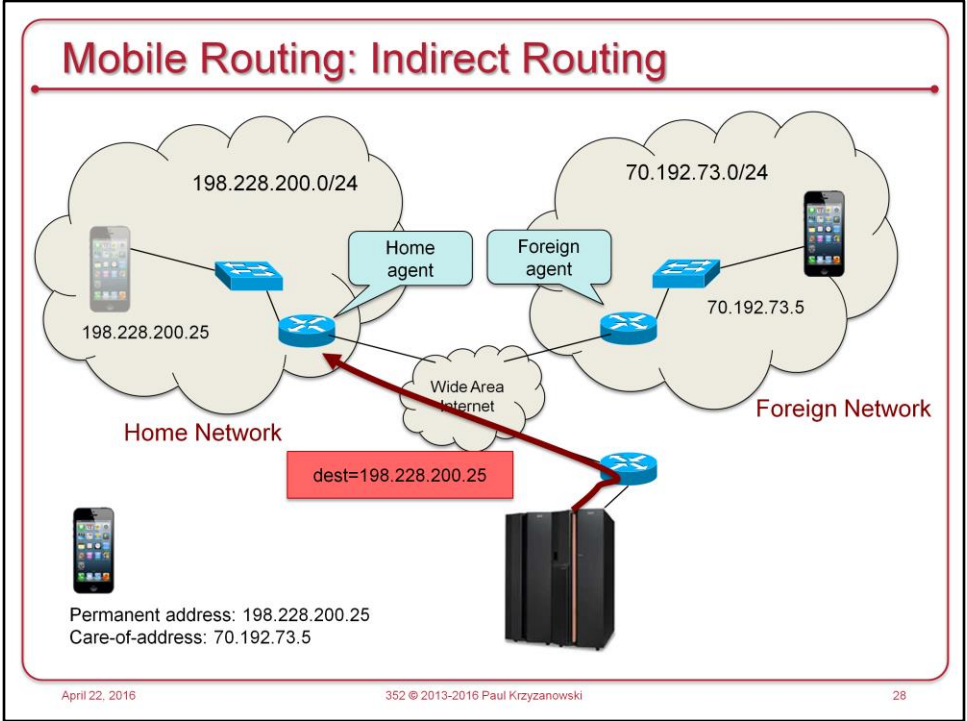 Mobile Routing: Indirect Routing
198.228.200.0/24
70.192.73.0/24
Home
agent
Foreign
agent
198.228.200.25
70.192.73.5
Wide Area
Internet
Home Network
Foreign Network
dest=198.228.200.25
Permanent address: 198.228.200.25
Care-of-address: 70.192.73.5
April 22, 2016
352 © 2013-2016 Paul Krzyzanowski
28